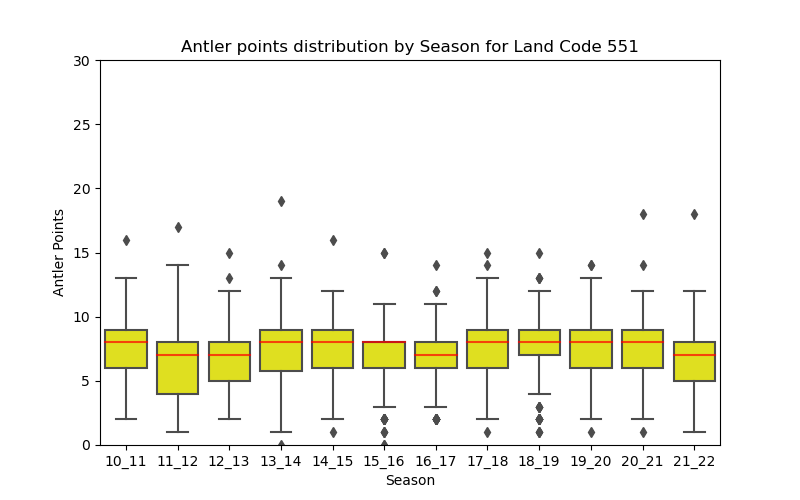 Antler points distribution by Season for Land Code 551
30
25
20
15
10
5
0
Antler Points
10_11 11_12 12_13 13_14 14_15 15_16 16_17 17_18 18_19 19_20 20_21 21_22
Season